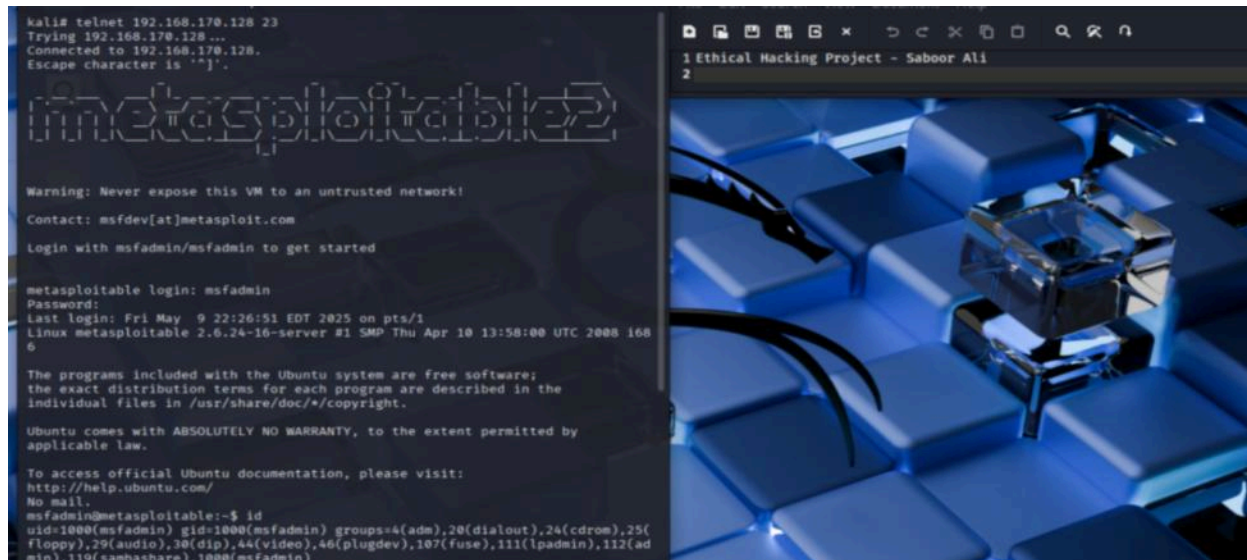 kali# telnet 192.168.170.128 23
Trying 192.168.170.128 ...
Connected to 192.168.170.128.
Escape character is '^]'.
metasploitable2
Warning: Never expose this VM to an untrusted network!
Contact: msfdev[at]metasploit.com
Login with msfadmin/msfadmin to get started
metasploitable login: msfadmin
Password:
Last login: Fri May  9 22:26:51 EDT 2025 on pts/1
Linux metasploitable 2.6.24-16-server #1 SMP Thu Apr 10 13:58:00 UTC 2008 i68
6
The programs included with the Ubuntu system are free software;
the exact distribution terms for each program are described in the
individual files in /usr/share/doc/*/copyright.
Ubuntu comes with ABSOLUTELY NO WARRANTY, to the extent permitted by
applicable law.
To access official Ubuntu documentation, please visit:
http://help.ubuntu.com/
No mail.
msfadmin@metasploitable:~$ id
uid=1000(msfadmin) gid=1000(msfadmin) groups=4(adm),20(dialout),24(cdrom),25(
floppy),29(audio),30(dip),44(video),46(plugdev),107(fuse),111(lpadmin),112(ad
min),119(sambashare),1000(msfadmin)
1 Ethical Hacking Project - Saboor Ali
2